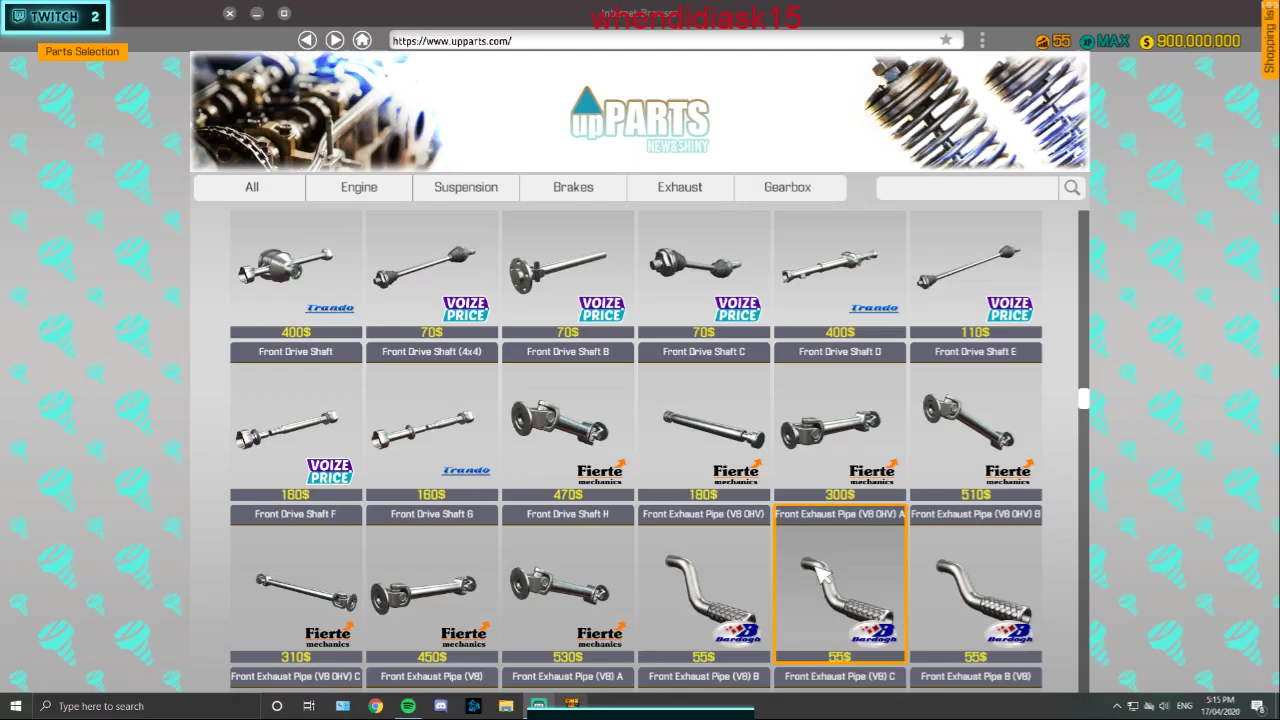 TWITCH 2
Internet Browser
whendidiask15
Parts Selection
https://www.upparts.com/
55 XP MAX $ 900.000.000
Shopping list
upPARTS
NEW&SHINY
All Engine Suspension Brakes Exhaust Gearbox
Trando VOIZE PRICE VOIZE PRICE VOIZE PRICE Trando VOIZE PRICE
400$ 70$ 70$ 70$ 400$ 110$
Front Drive Shaft Front Drive Shaft (4x4) Front Drive Shaft B Front Drive Shaft C Front Drive Shaft D Front Drive Shaft E
VOIZE PRICE Trando Fierte mechanics Fierte mechanics Fierte mechanics Fierte mechanics
160$ 160$ 470$ 180$ 300$ 510$
Front Drive Shaft F Front Drive Shaft G Front Drive Shaft H Front Exhaust Pipe (V8 OHV) Front Exhaust Pipe (V8 OHV) A Front Exhaust Pipe (V8 OHV) B
Fierte mechanics Fierte mechanics Fierte mechanics Bardogh Bardogh Bardogh
310$ 450$ 530$ 55$ 55$ 55$
Front Exhaust Pipe (V8 OHV) C Front Exhaust Pipe (V8) Front Exhaust Pipe (V8) A Front Exhaust Pipe (V8) B Front Exhaust Pipe (V8) C Front Exhaust Pipe B (V8)
Type here to search
ENG
5:15 PM
17/04/2020